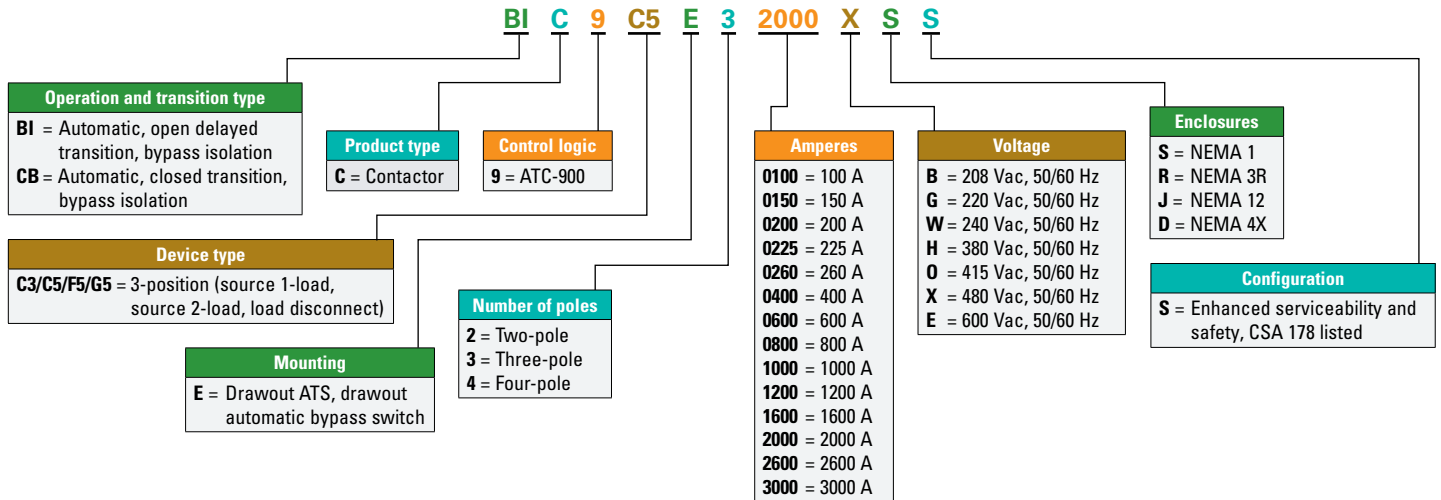 BI C 9 C5 E 3 2000 X S S
Operation and transition type
BI = Automatic, open delayed
transition, bypass isolation
CB = Automatic, closed transition,
bypass isolation
Product type
C = Contactor
Control logic
9 = ATC-900
Amperes
0100 = 100 A
0150 = 150 A
0200 = 200 A
0225 = 225 A
0260 = 260 A
0400 = 400 A
0600 = 600 A
0800 = 800 A
1000 = 1000 A
1200 = 1200 A
1600 = 1600 A
2000 = 2000 A
2600 = 2600 A
3000 = 3000 A
Voltage
B = 208 Vac, 50/60 Hz
G = 220 Vac, 50/60 Hz
W = 240 Vac, 50/60 Hz
H = 380 Vac, 50/60 Hz
O = 415 Vac, 50/60 Hz
X = 480 Vac, 50/60 Hz
E = 600 Vac, 50/60 Hz
Enclosures
S = NEMA 1
R = NEMA 3R
J = NEMA 12
D = NEMA 4X
Device type
C3/C5/F5/G5 = 3-position (source 1-load,
source 2-load, load disconnect)
Number of poles
2 = Two-pole
3 = Three-pole
4 = Four-pole
Configuration
S = Enhanced serviceability and
safety, CSA 178 listed
Mounting
E = Drawout ATS, drawout
automatic bypass switch